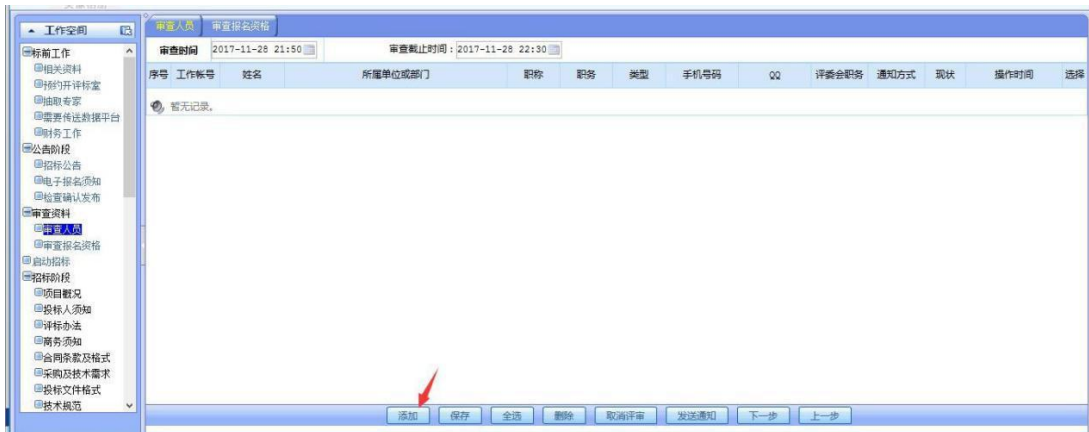 工作空间
标前工作
相关资料
预约开评标室
抽取专家
需要传送数据平台
财务工作
公告阶段
招标公告
电子报名须知
检查确认发布
审查资料
审查人员
审查报名资格
启动招标
招标阶段
项目概况
投标人须知
评标办法
商务须知
合同条款及格式
采购及技术需求
投标文件格式
技术规范
审查人员 审查报名资格
审查时间 2017-11-28 21:50 审查截止时间：2017-11-28 22:30
序号 工作帐号 姓名 所属单位或部门 职称 职务 类型 手机号码 QQ 评委会职务 通知方式 现状 操作时间 选择
暂无记录。
添加 保存 全选 删除 取消评审 发送通知 下一步 上一步